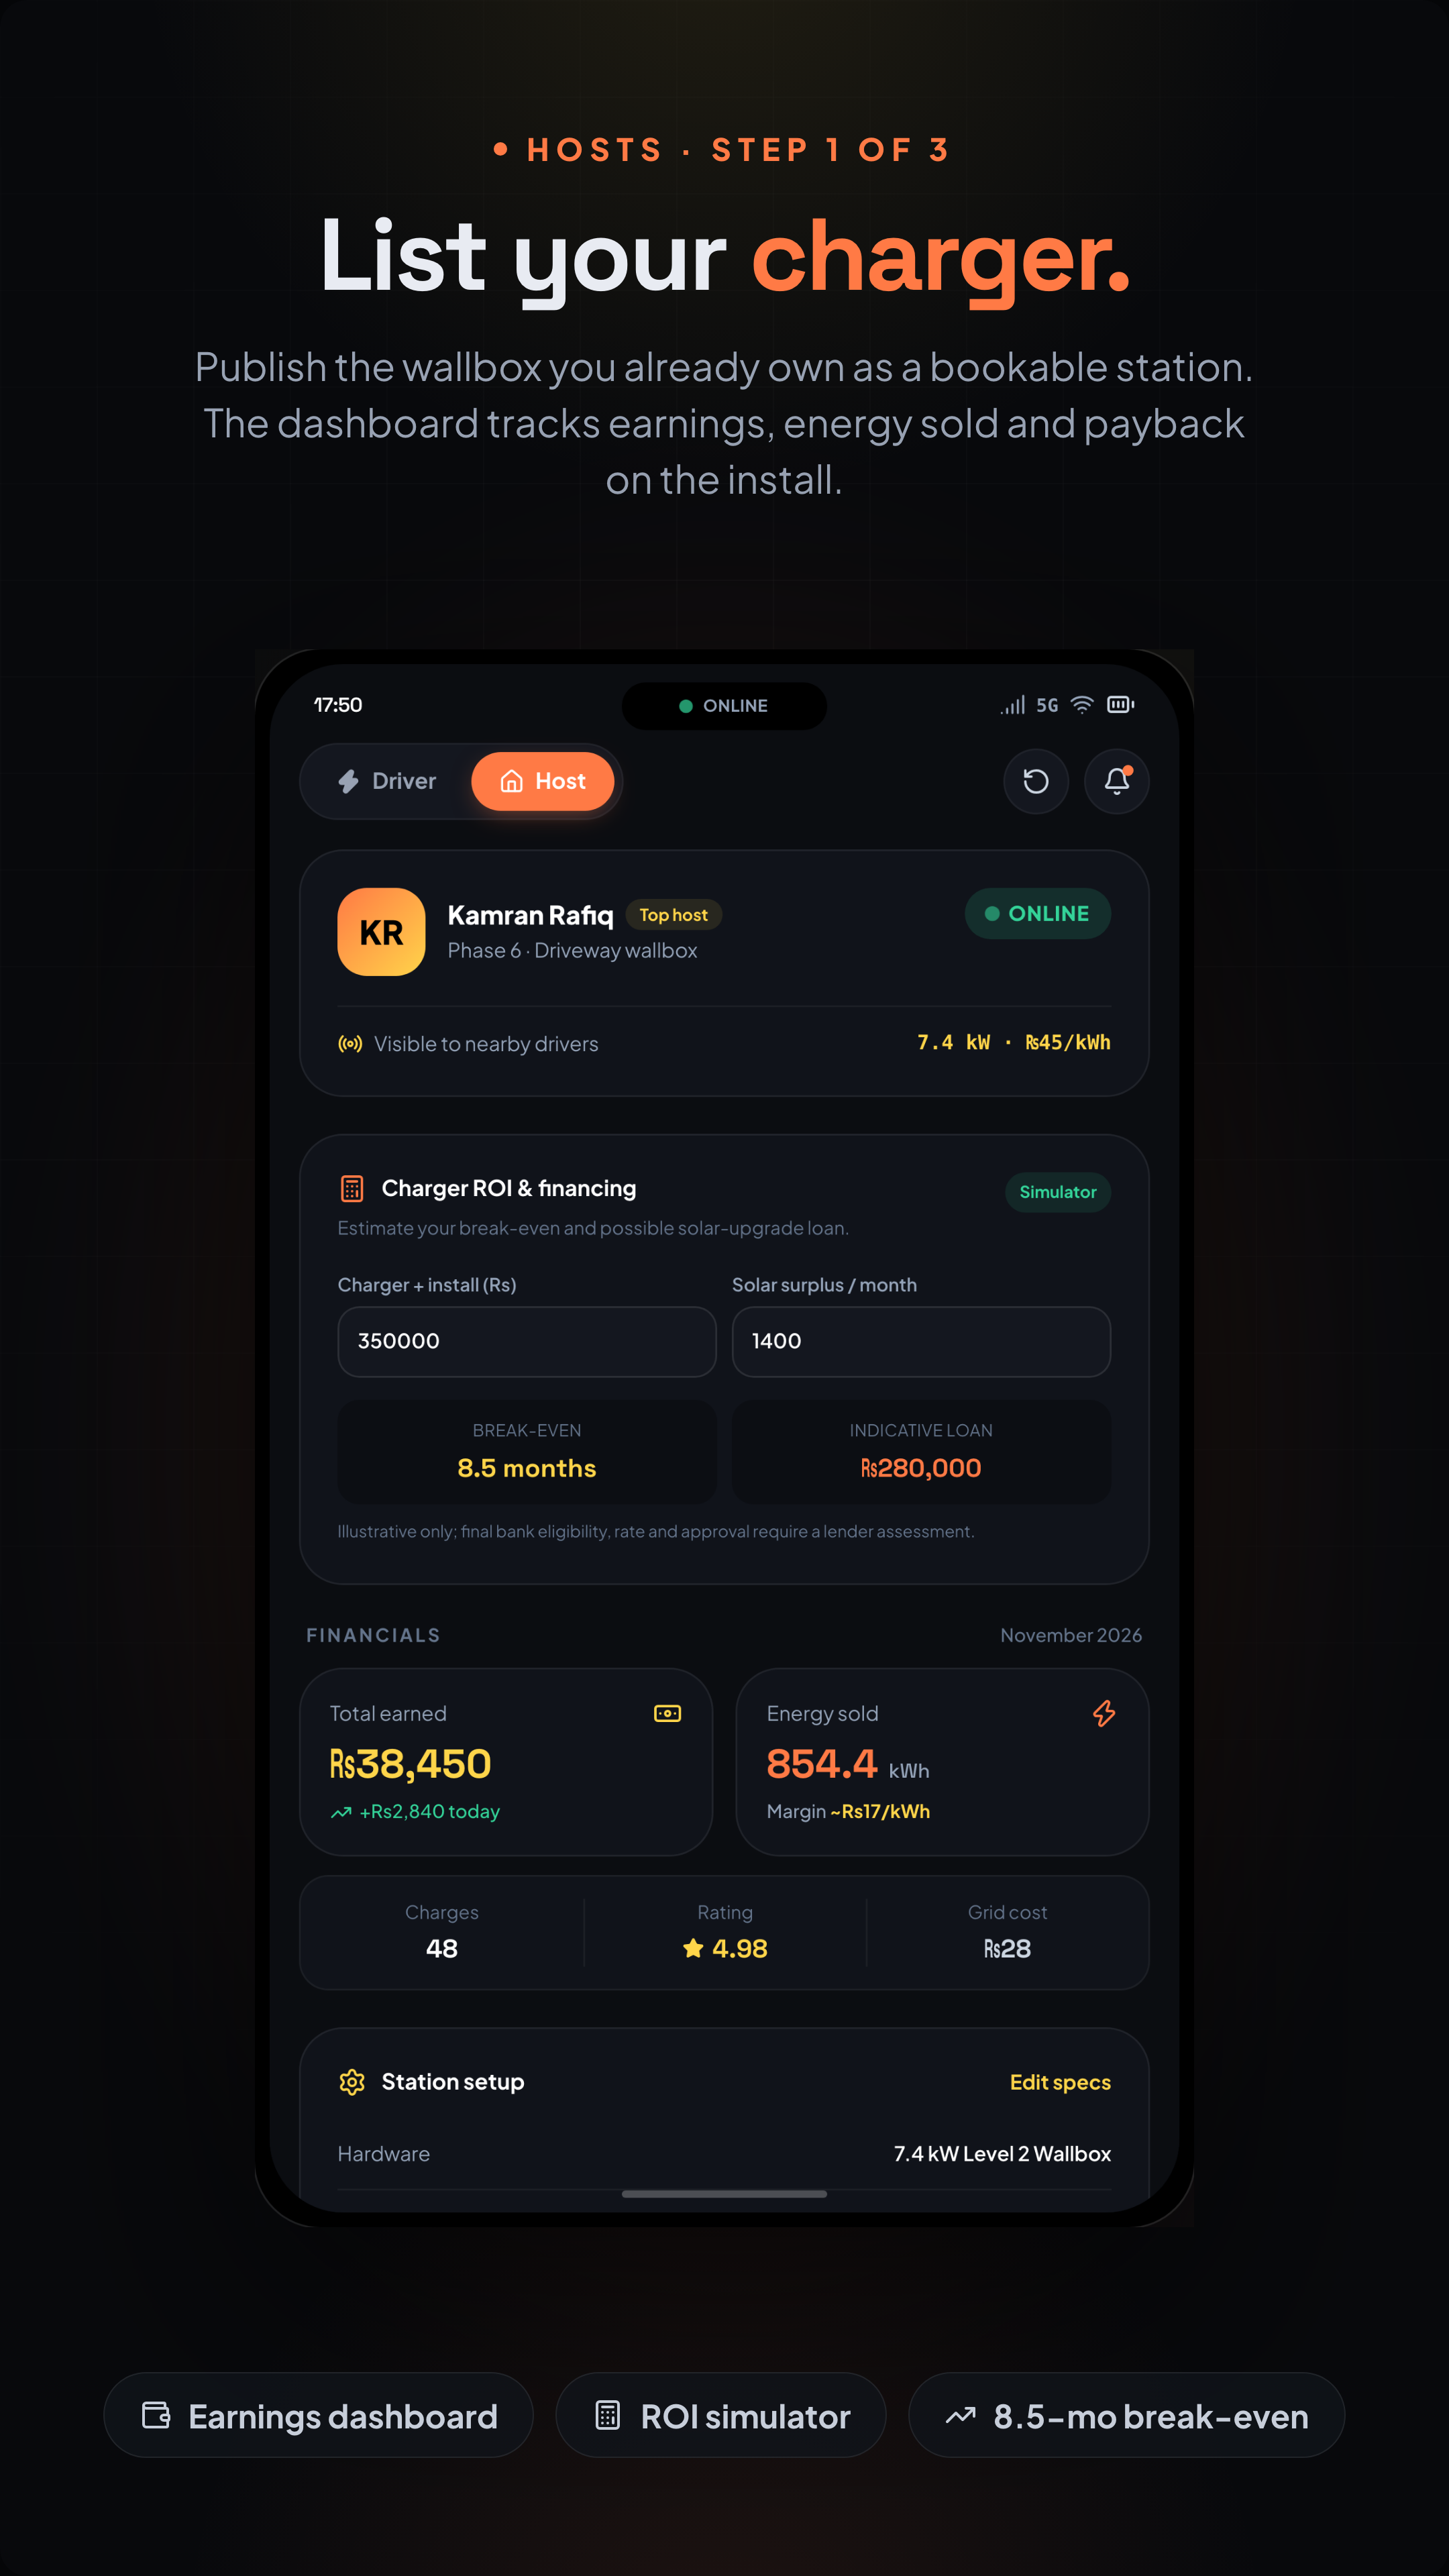 HOSTS · STEP 1 OF 3
List your charger.
Publish the wallbox you already own as a bookable station.
The dashboard tracks earnings, energy sold and payback
on the install.
17:50
ONLINE
5G
Driver
Host
KR
Kamran Rafiq
Top host
ONLINE
Phase 6 · Driveway wallbox
Visible to nearby drivers
7.4 kW · ₨45/kWh
Charger ROI & financing
Simulator
Estimate your break-even and possible solar-upgrade loan.
Charger + install (Rs)
Solar surplus / month
350000
1400
BREAK-EVEN
INDICATIVE LOAN
8.5 months
₨280,000
Illustrative only; final bank eligibility, rate and approval require a lender assessment.
FINANCIALS
November 2026
Total earned
Energy sold
₨38,450
854.4 kWh
+Rs2,840 today
Margin ~Rs17/kWh
Charges
Rating
Grid cost
48
4.98
₨28
Station setup
Edit specs
Hardware
7.4 kW Level 2 Wallbox
Earnings dashboard
ROI simulator
8.5-mo break-even